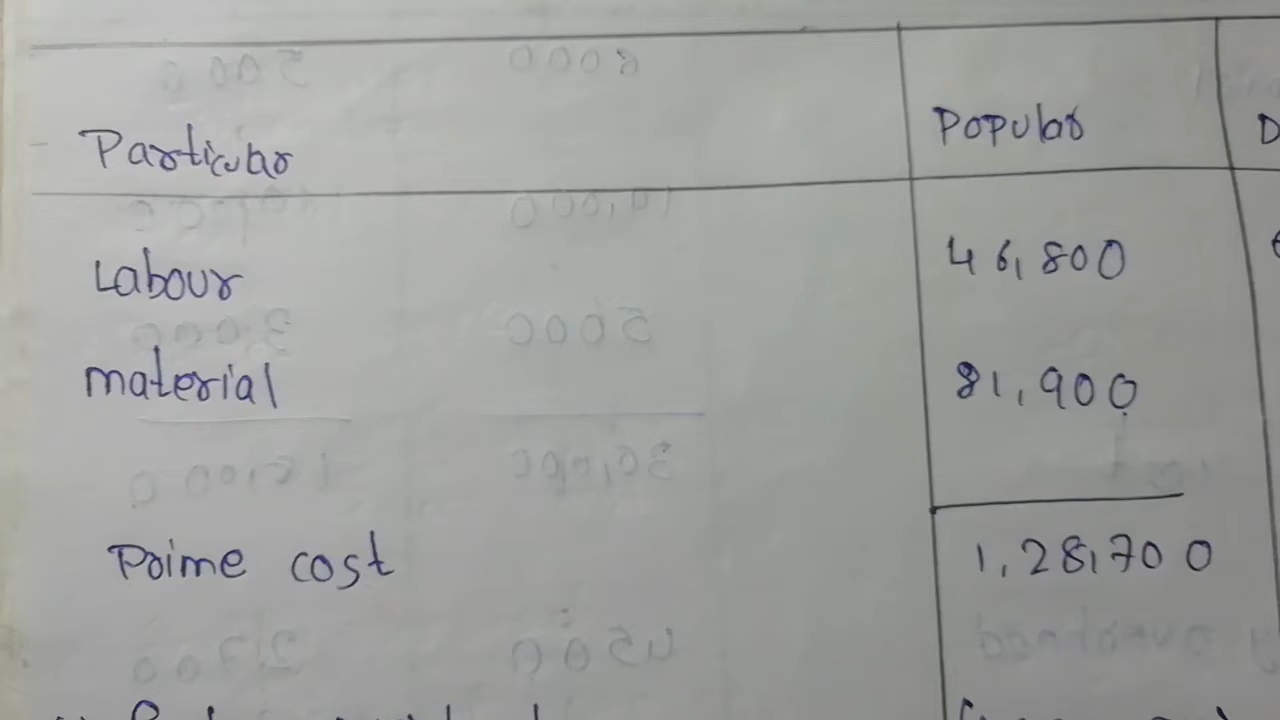 Particular Popular D
Labour 46,800
material 81,900
Prime cost 1,28,700